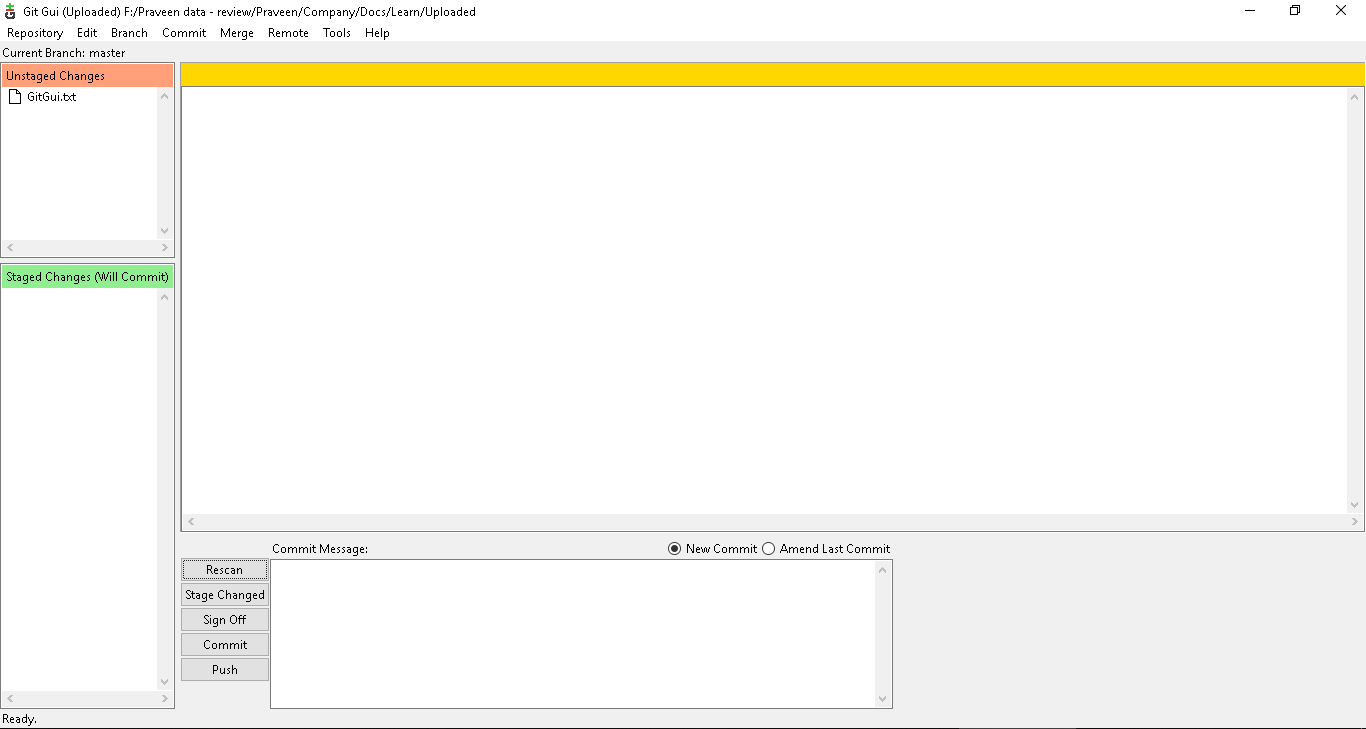 Git Gui (Uploaded) F:/Praveen data - review/Praveen/Company/Docs/Learn/Uploaded
Repository Edit Branch Commit Merge Remote Tools Help
Current Branch: master
Unstaged Changes
GitGui.txt
Staged Changes (Will Commit)
Commit Message: New Commit Amend Last Commit
Rescan
Stage Changed
Sign Off
Commit
Push
Ready.